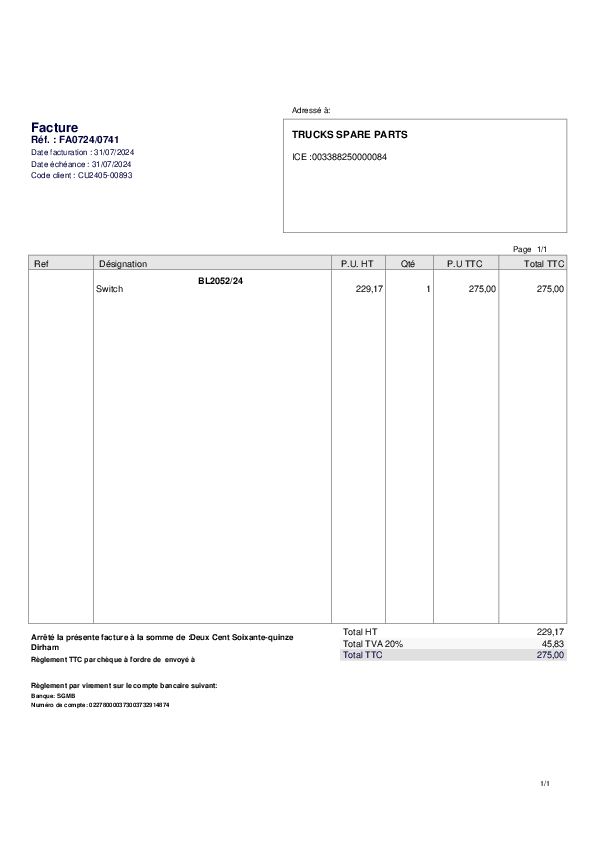 Adressé à:
Facture
Réf. : FA0724/0741
Date facturation : 31/07/2024
Date échéance : 31/07/2024
Code client : CU2405-00893
TRUCKS SPARE PARTS
ICE :003388250000084
Page 1/1
Ref Désignation P.U. HT Qté P.U TTC Total TTC
BL2052/24
Switch 229,17 1 275,00 275,00
Arrêté la présente facture à la somme de :Deux Cent Soixante-quinze
Dirham
Règlement TTC par chèque à l'ordre de envoyé à
Total HT 229,17
Total TVA 20% 45,83
Total TTC 275,00
Règlement par virement sur le compte bancaire suivant:
Banque: SGMB
Numéro de compte:
1/1